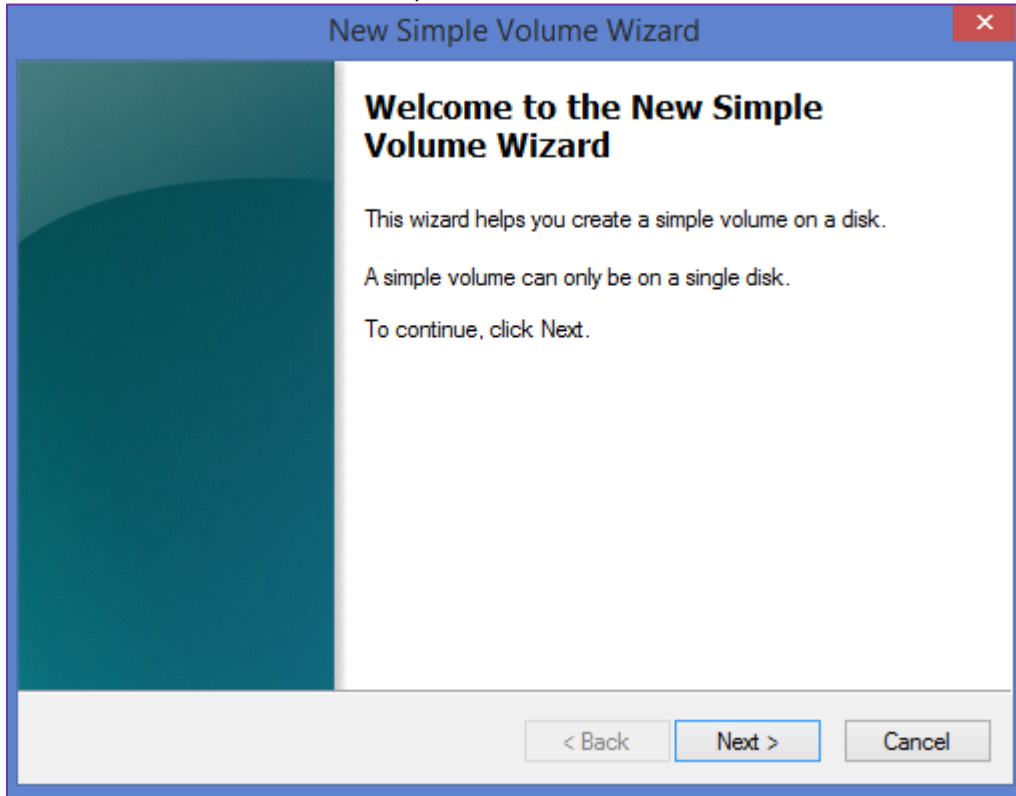 New Simple Volume Wizard
Welcome to the New Simple
Volume Wizard
This wizard helps you create a simple volume on a disk.
A simple volume can only be on a single disk.
To continue, click Next.
< Back Next > Cancel